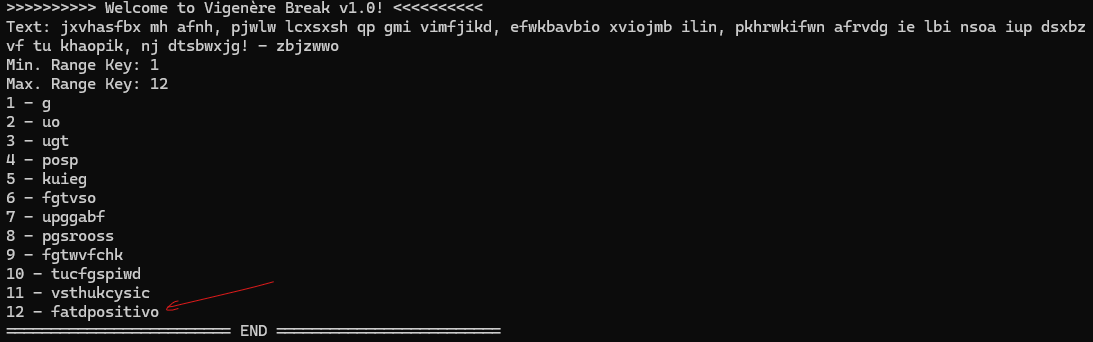 >>>>>>>>>> Welcome to Vigenère Break v1.0! <<<<<<<<<<
Text: jxvhasfbx mh afnh, pjwlw lcxsxsh qp gmi vimfjikd, efwkbavbio xviojmb ilin, pkhrwkifwn afrvdg ie lbi nsoa iup dsxbz
vf tu khaopik, nj dtsbwxjg! - zbjzwwo
Min. Range Key: 1
Max. Range Key: 12
1 - g
2 - uo
3 - ugt
4 - posp
5 - kuieg
6 - fgtvso
7 - upggabf
8 - pgsrooss
9 - fgtwvfchk
10 - tucfgspiwd
11 - vsthukcysic
12 - fatdpositivo
========================= END =========================